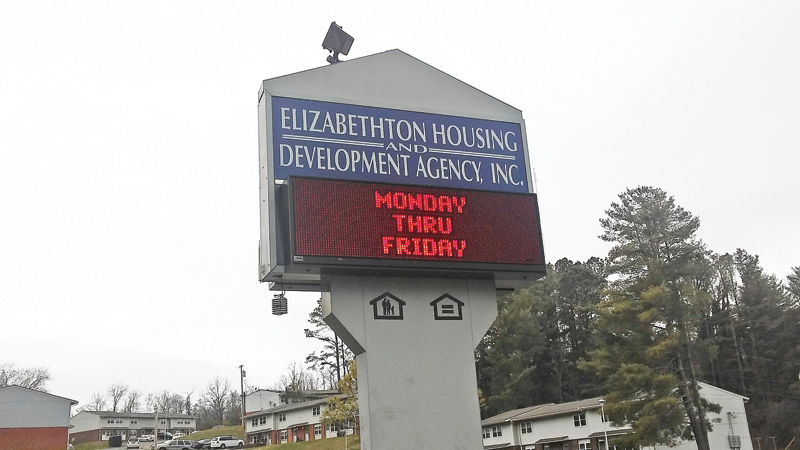 ELIZABETHTON HOUSING
AND
DEVELOPMENT AGENCY, INC.
MONDAY
THRU
FRIDAY